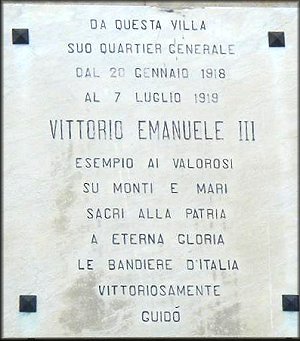 DA QUESTA VILLA
SUO QUARTIER GENERALE
DAL 20 GENNAIO 1918
AL 7 LUGLIO 1919
VITTORIO EMANUELE III
ESEMPIO AI VALOROSI
SU MONTI E MARI
SACRI ALLA PATRIA
A ETERNA GLORIA
LE BANDIERE D'ITALIA
VITTORIOSAMENTE
GUIDÓ